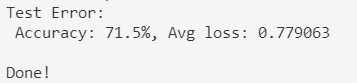 Test Error:
 Accuracy: 71.5%, Avg loss: 0.779063
Done!